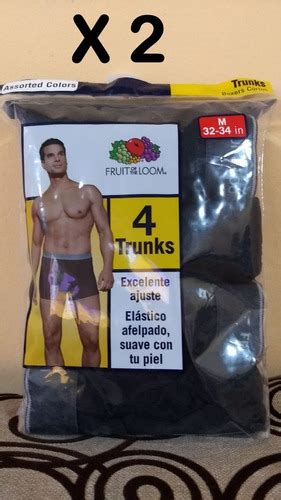 X 2
Assorted Colors
Trunks
Boxers Cortos
M
32-34 in
FRUIT OF THE LOOM®
4
Trunks
Excelente
ajuste
Elástico
afelpado,
suave con
tu piel